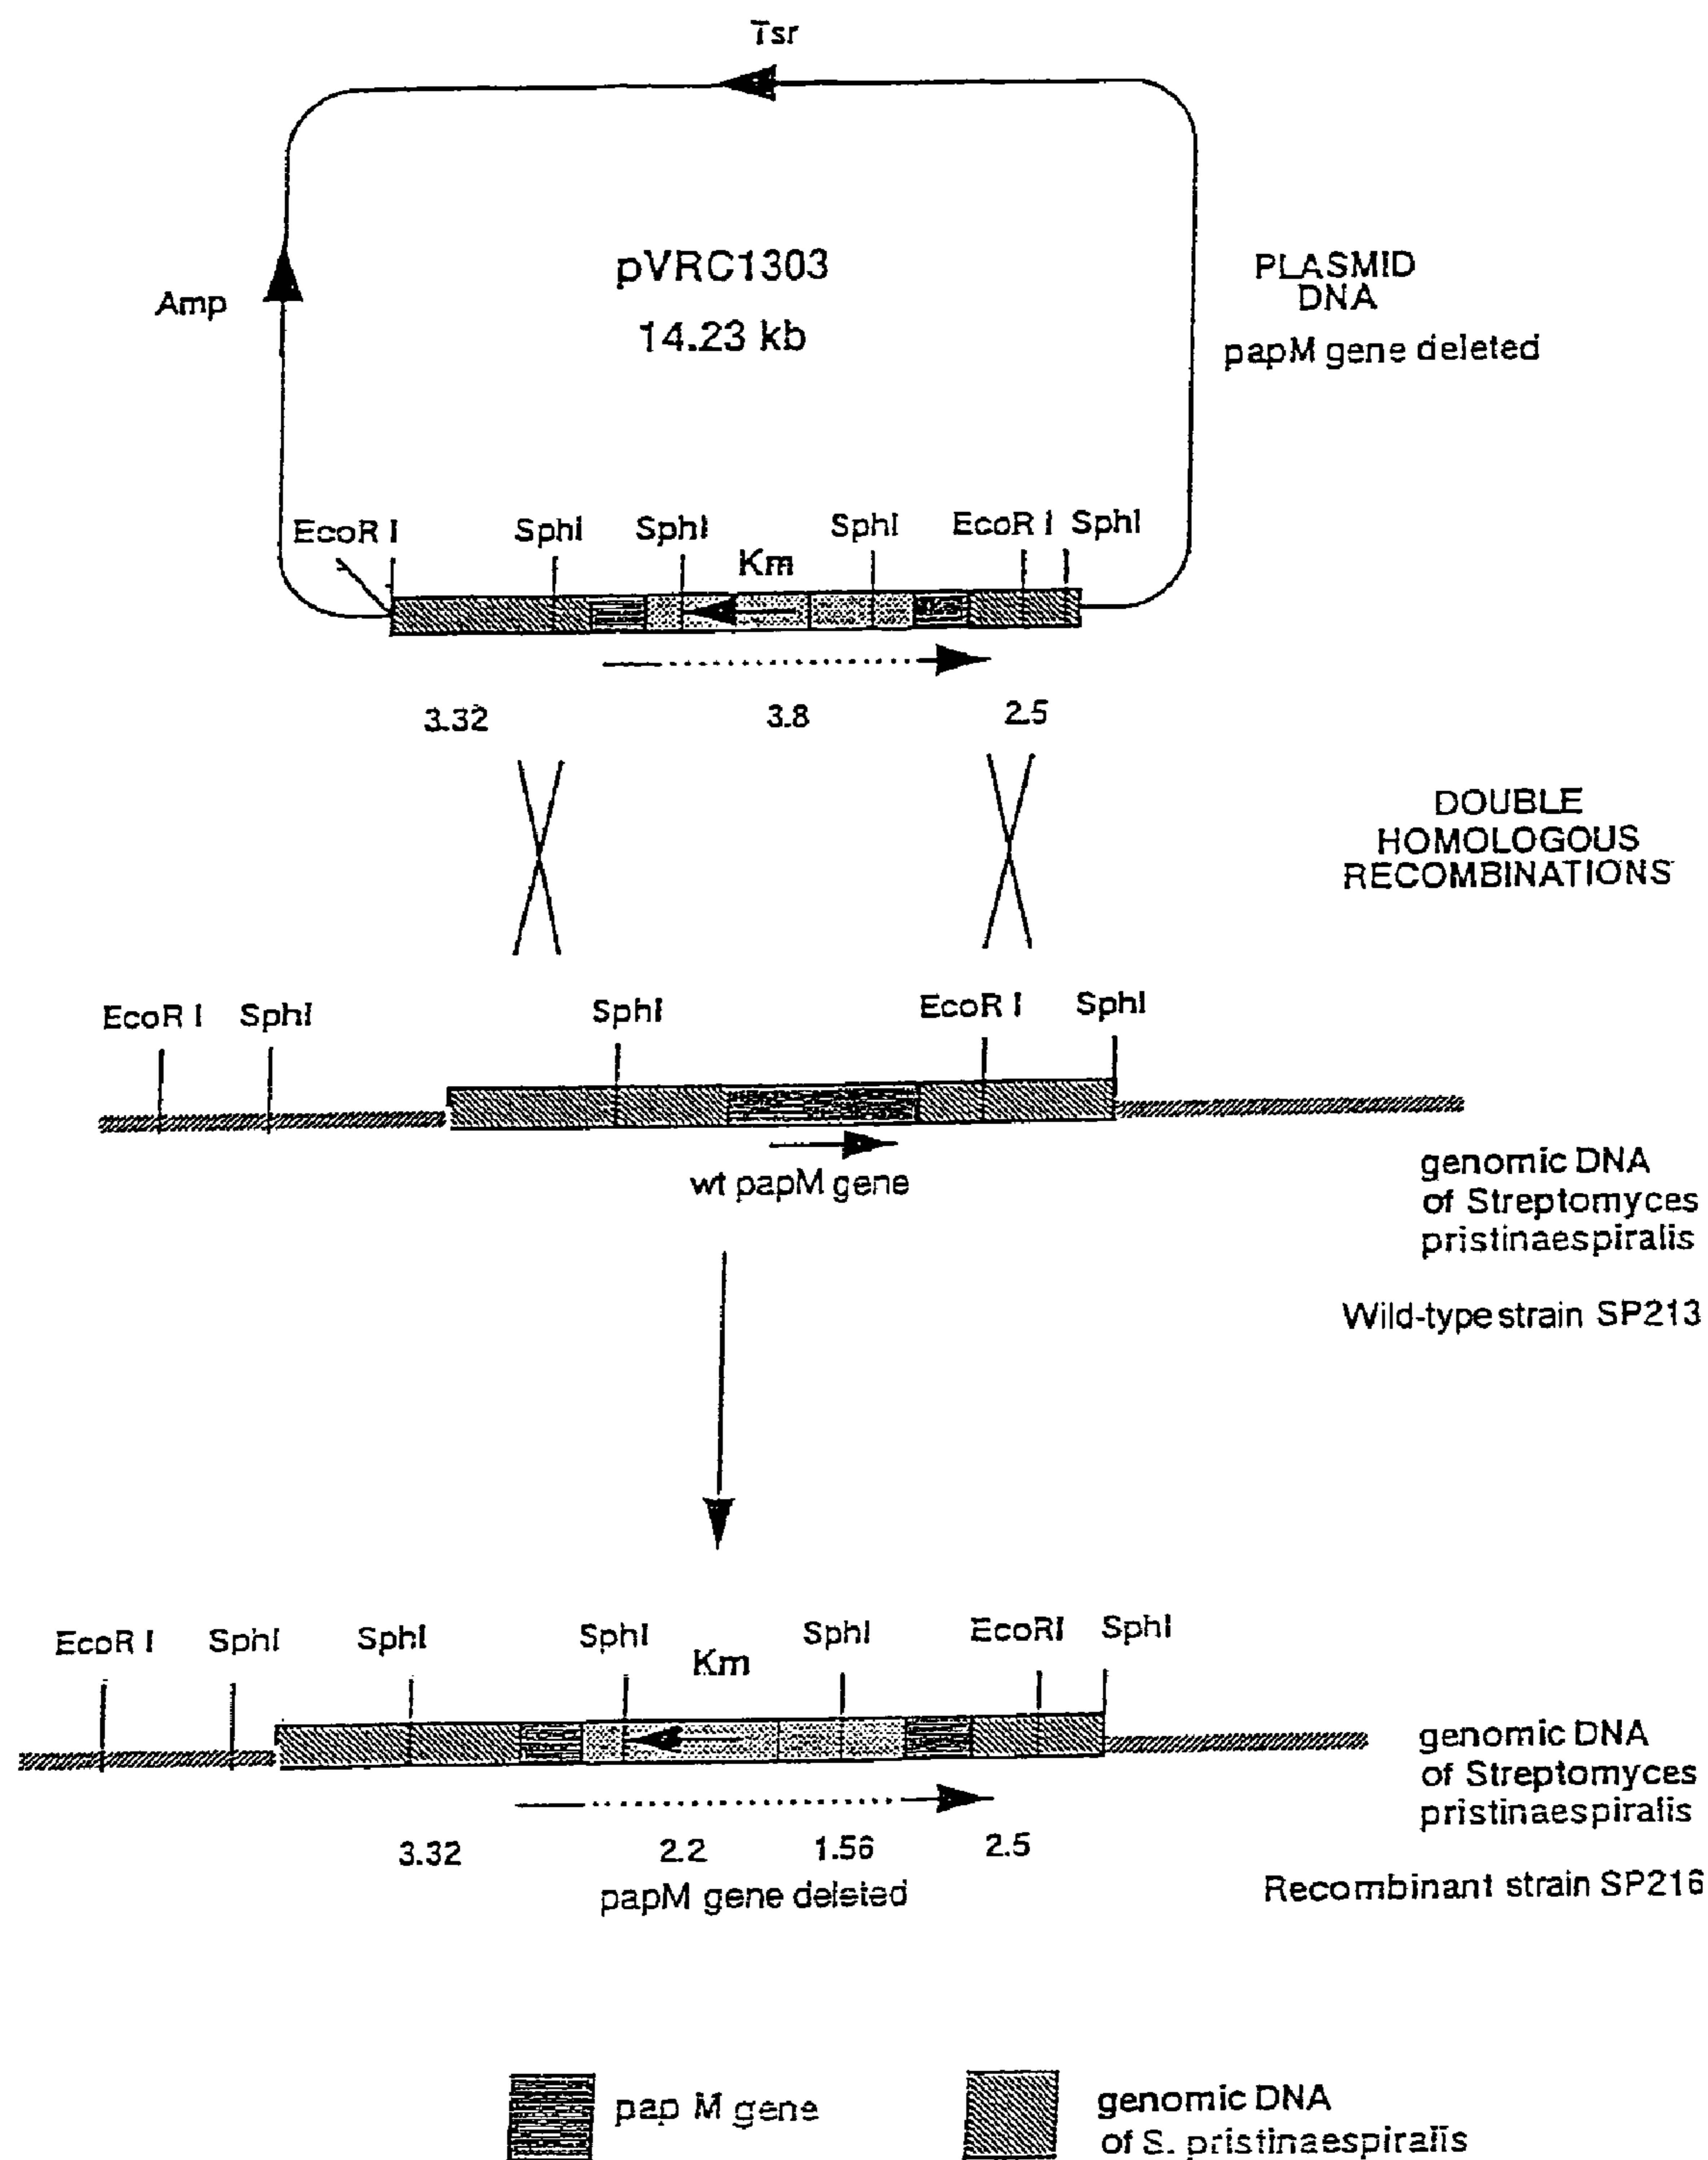 Tsr
pVRC1303
14.23 kb
Amp
PLASMID
DNA
papM gene deleted
EcoR I SphI SphI SphI EcoR I SphI
Km
3.32 3.8 2.5
DOUBLE
HOMOLOGOUS
RECOMBINATIONS
EcoR I SphI SphI EcoR I SphI
wt papM gene
genomic DNA
of Streptomyces
pristinaespiralis
Wild-type strain SP213
EcoR I SphI SphI SphI SphI EcoRI SphI
Km
genomic DNA
of Streptomyces
pristinaespiralis
3.32 2.2 1.56 2.5
papM gene deleted
Recombinant strain SP216
pap M gene
genomic DNA
of S. pristinaespiralis